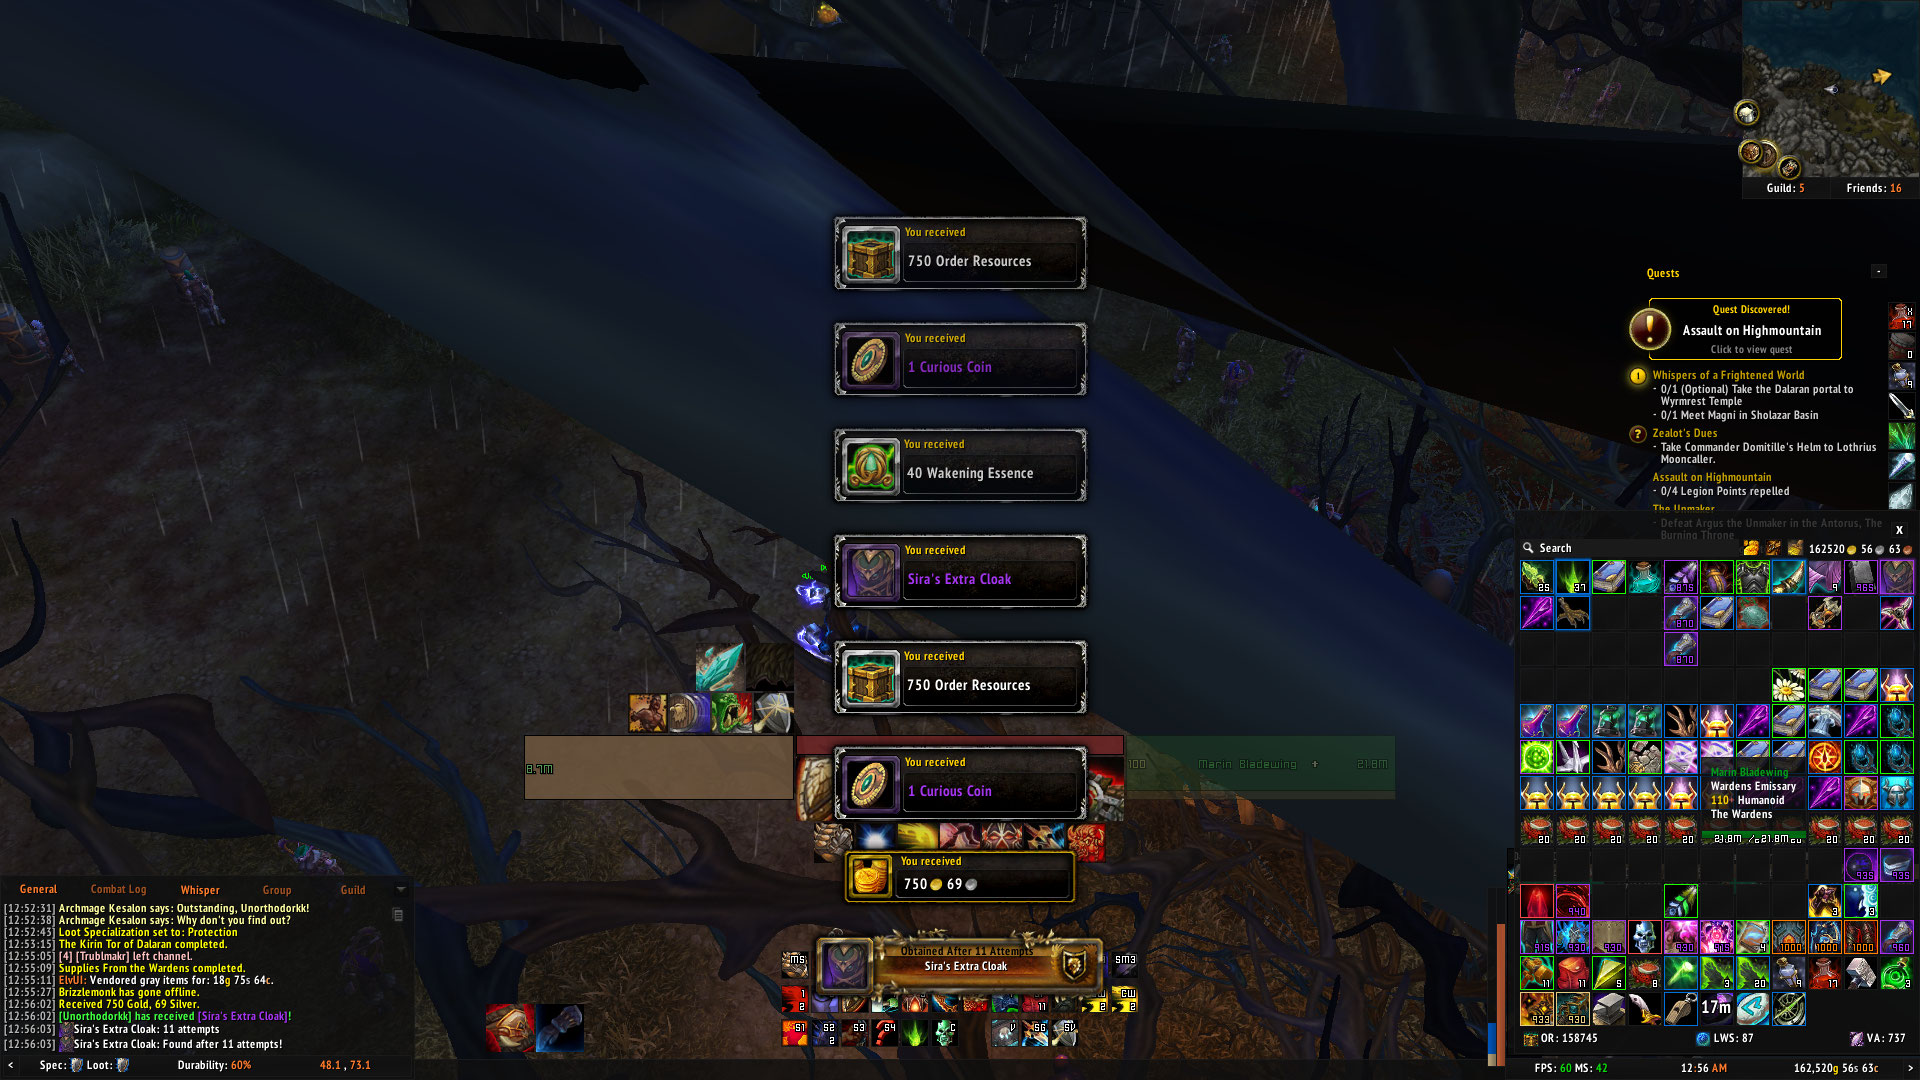 Guild: 5
Friends: 16
Quests
-
Quest Discovered!
Assault on Highmountain
Click to view quest
Whispers of a Frightened World
- 0/1 (Optional) Take the Dalaran portal to
Wyrmrest Temple
- 0/1 Meet Magni in Sholazar Basin
Zealot's Dues
- Take Commander Domitille's Helm to Lothrius
Mooncaller.
Assault on Highmountain
- 0/4 Legion Points repelled
The Unmaker
- Defeat Argus the Unmaker in the Antorus, The
Burning Throne
You received
750 Order Resources
You received
1 Curious Coin
You received
40 Wakening Essence
You received
Sira's Extra Cloak
You received
750 Order Resources
You received
1 Curious Coin
You received
750 69
Obtained After 11 Attempts
Sira's Extra Cloak
8.7M
100
Marin Bladewing
+
21.8M
X
Search
162520 56 63
Marin Bladewing
Wardens Emissary
110 Humanoid
The Wardens
OR: 158745
LWS: 87
VA: 737
FPS: 60 MS: 42
12:56 AM
162,520g 56s 63c
>
General
Combat Log
Whisper
Group
Guild
[12:52:31] Archmage Kesalon says: Outstanding, Unorthodorkk!
[12:52:38] Archmage Kesalon says: Why don't you find out?
[12:52:43] Loot Specialization set to: Protection
[12:53:15] The Kirin Tor of Dalaran completed.
[12:55:05] [4] [Trublmakr] left channel.
[12:55:09] Supplies From the Wardens completed.
[12:55:11] ElvUI: Vendored gray items for: 18g 75s 64c.
[12:55:27] Brizzlemonk has gone offline.
[12:56:02] Received 750 Gold, 69 Silver.
[12:56:02] [Unorthodorkk] has received [Sira's Extra Cloak]!
[12:56:03] Sira's Extra Cloak: 11 attempts
[12:56:03] Sira's Extra Cloak: Found after 11 attempts!
<
Spec:
Loot:
Durability: 60%
48.1 , 73.1